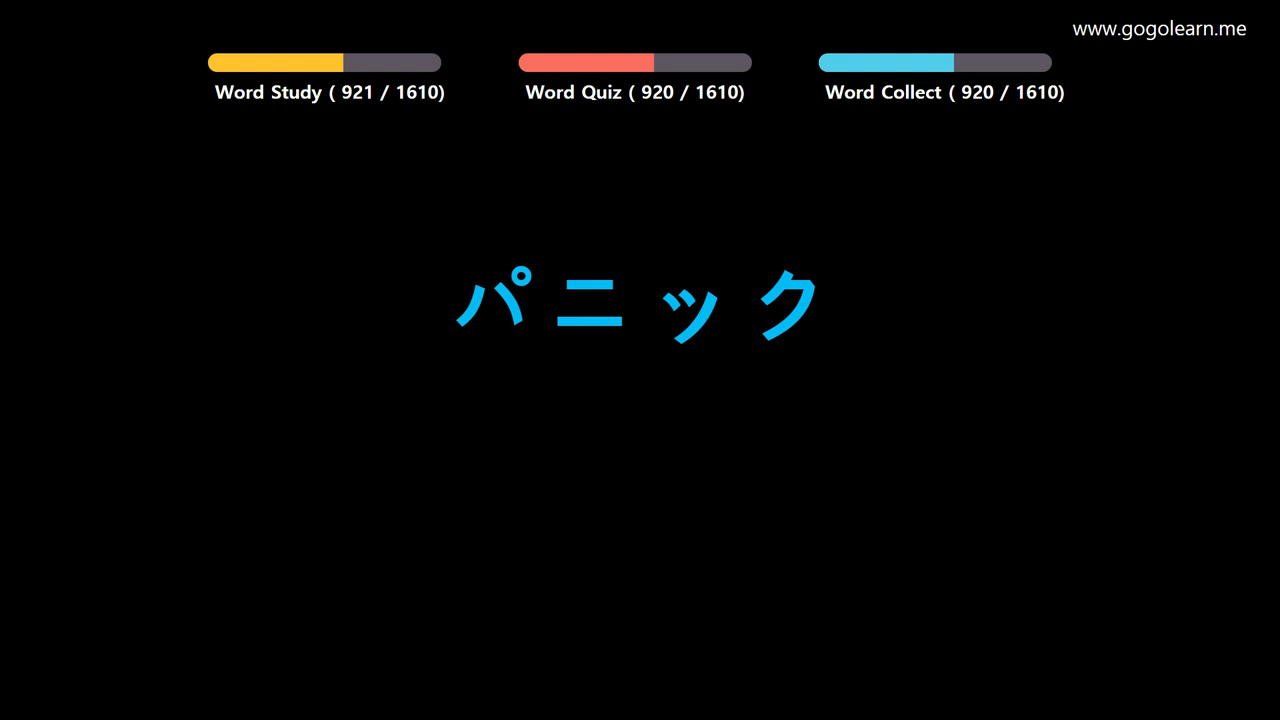 www.gogolearn.me
Word Study ( 921 / 1610)
Word Quiz ( 920 / 1610)
Word Collect ( 920 / 1610)
パニック